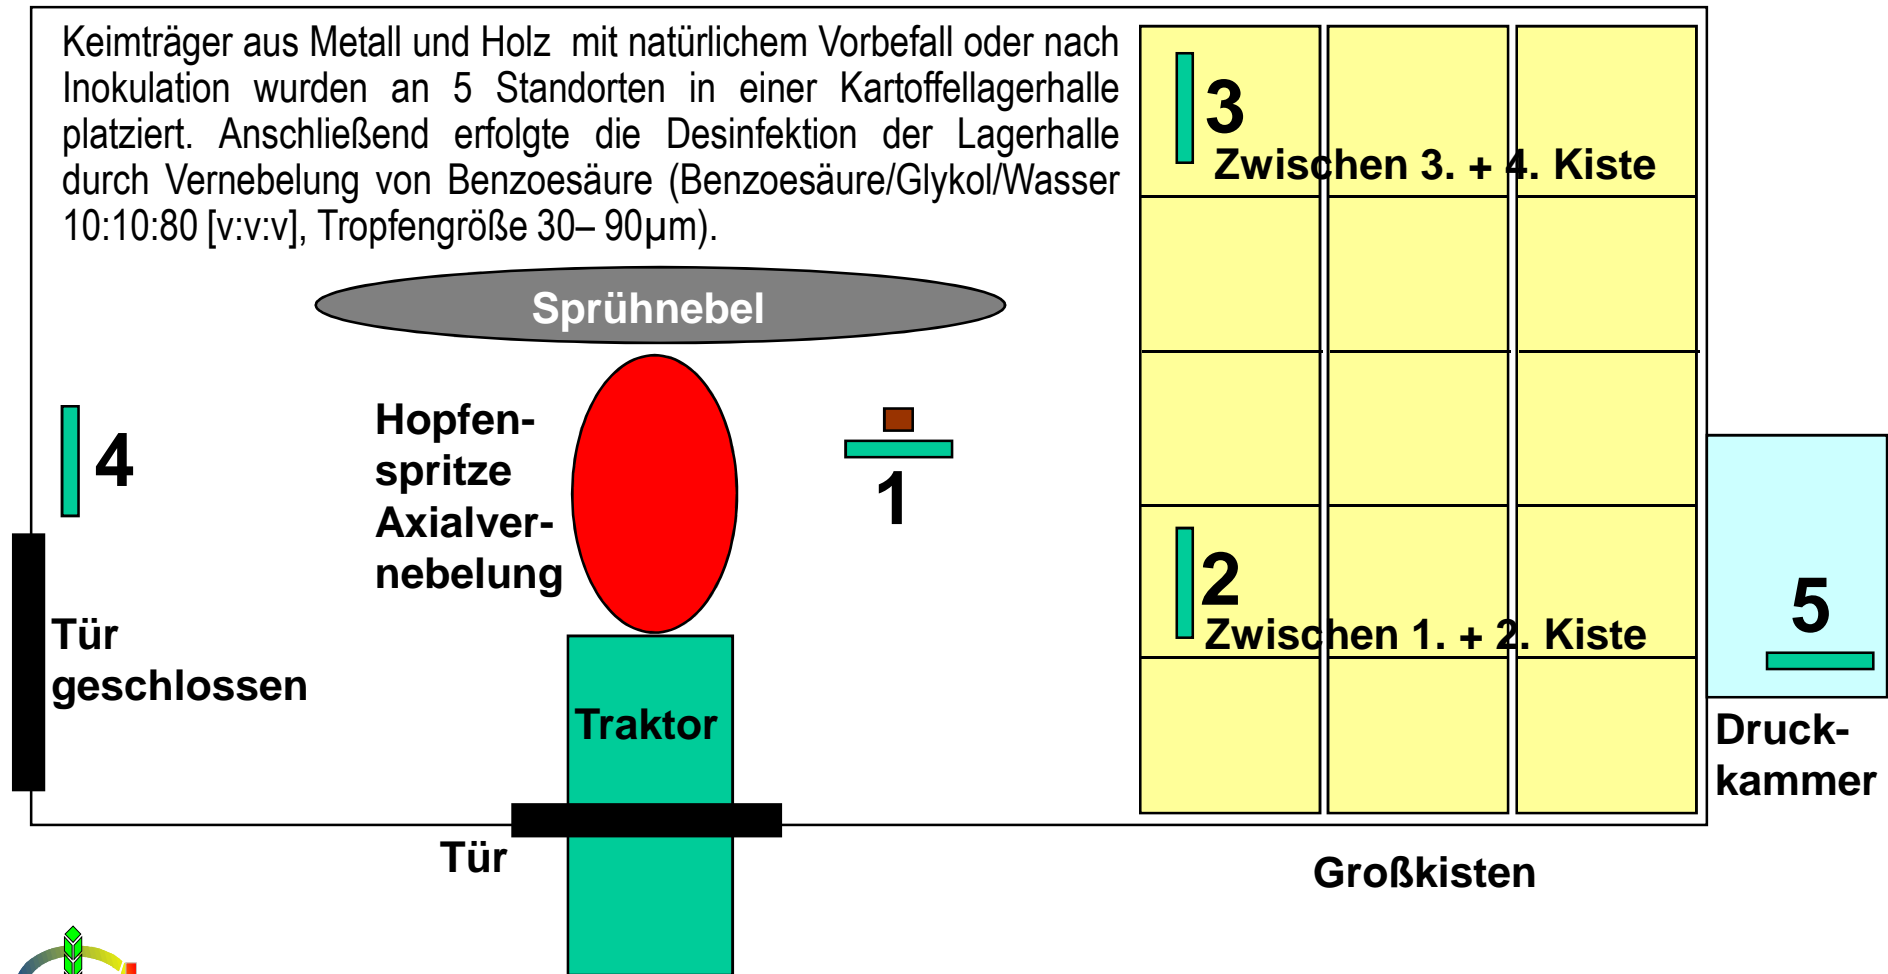 Keimträger aus Metall und Holz mit natürlichem Vorbefall oder nach
Inokulation wurden an 5 Standorten in einer Kartoffellagerhalle
platziert. Anschließend erfolgte die Desinfektion der Lagerhalle
durch Vernebelung von Benzoesäure (Benzoesäure/Glykol/Wasser
10:10:80 [v:v:v], Tropfengröße 30– 90µm).
3
Zwischen 3. + 4. Kiste
Sprühnebel
4
Hopfen-
spritze
Axialver-
nebelung
1
2
Zwischen 1. + 2. Kiste
5
Tür
geschlossen
Traktor
Druck-
kammer
Tür
Großkisten